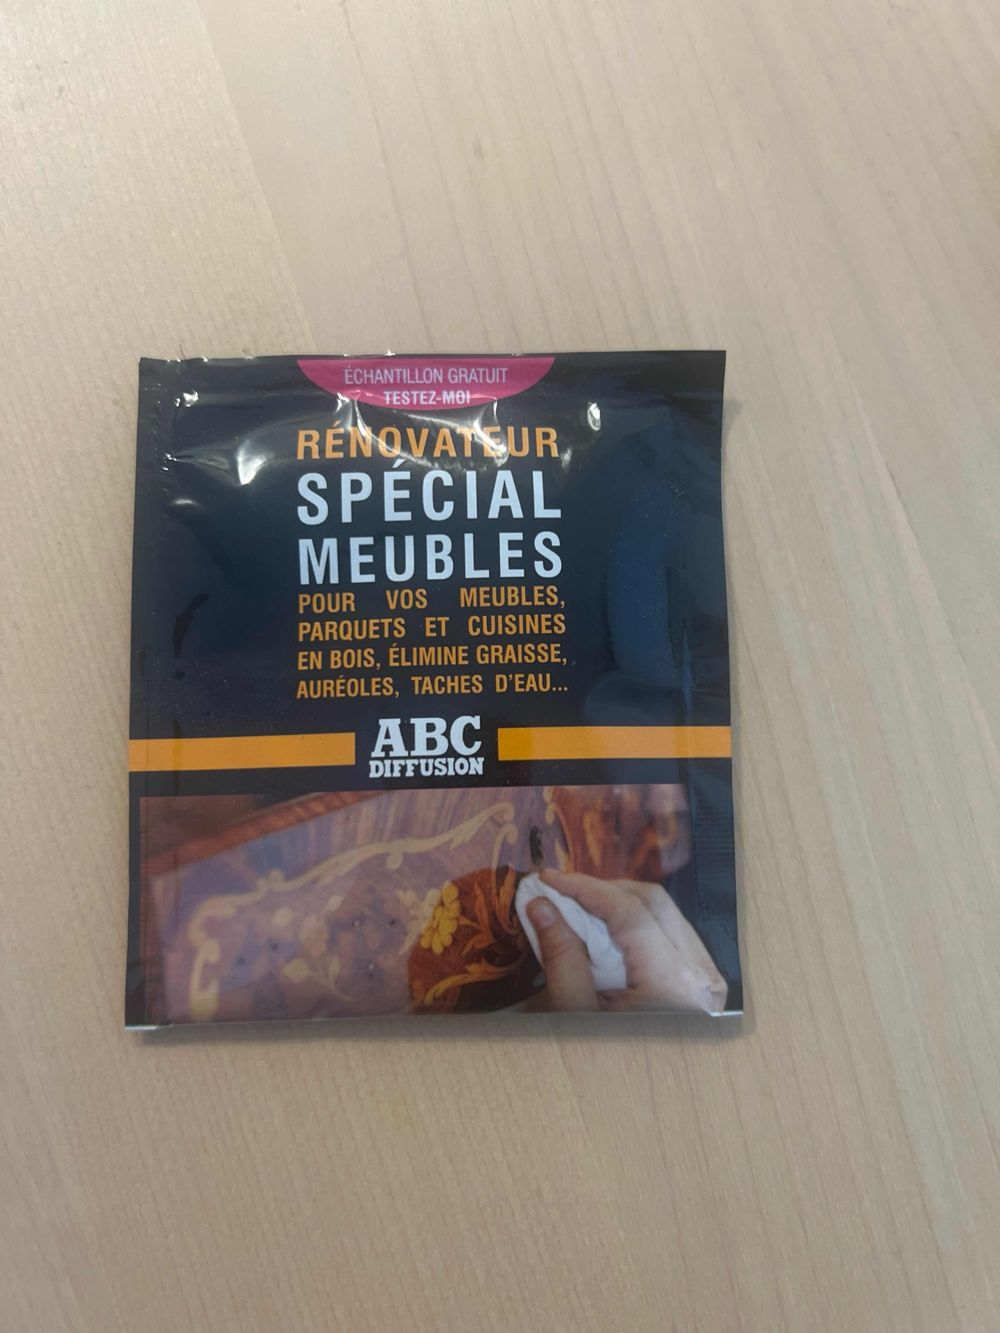 ÉCHANTILLON GRATUIT
TESTEZ-MOI
RÉNOVATEUR
SPÉCIAL
MEUBLES
POUR VOS MEUBLES,
PARQUETS ET CUISINES
EN BOIS, ÉLIMINE GRAISSE,
AURÉOLES, TACHES D'EAU...
ABC
DIFFUSION